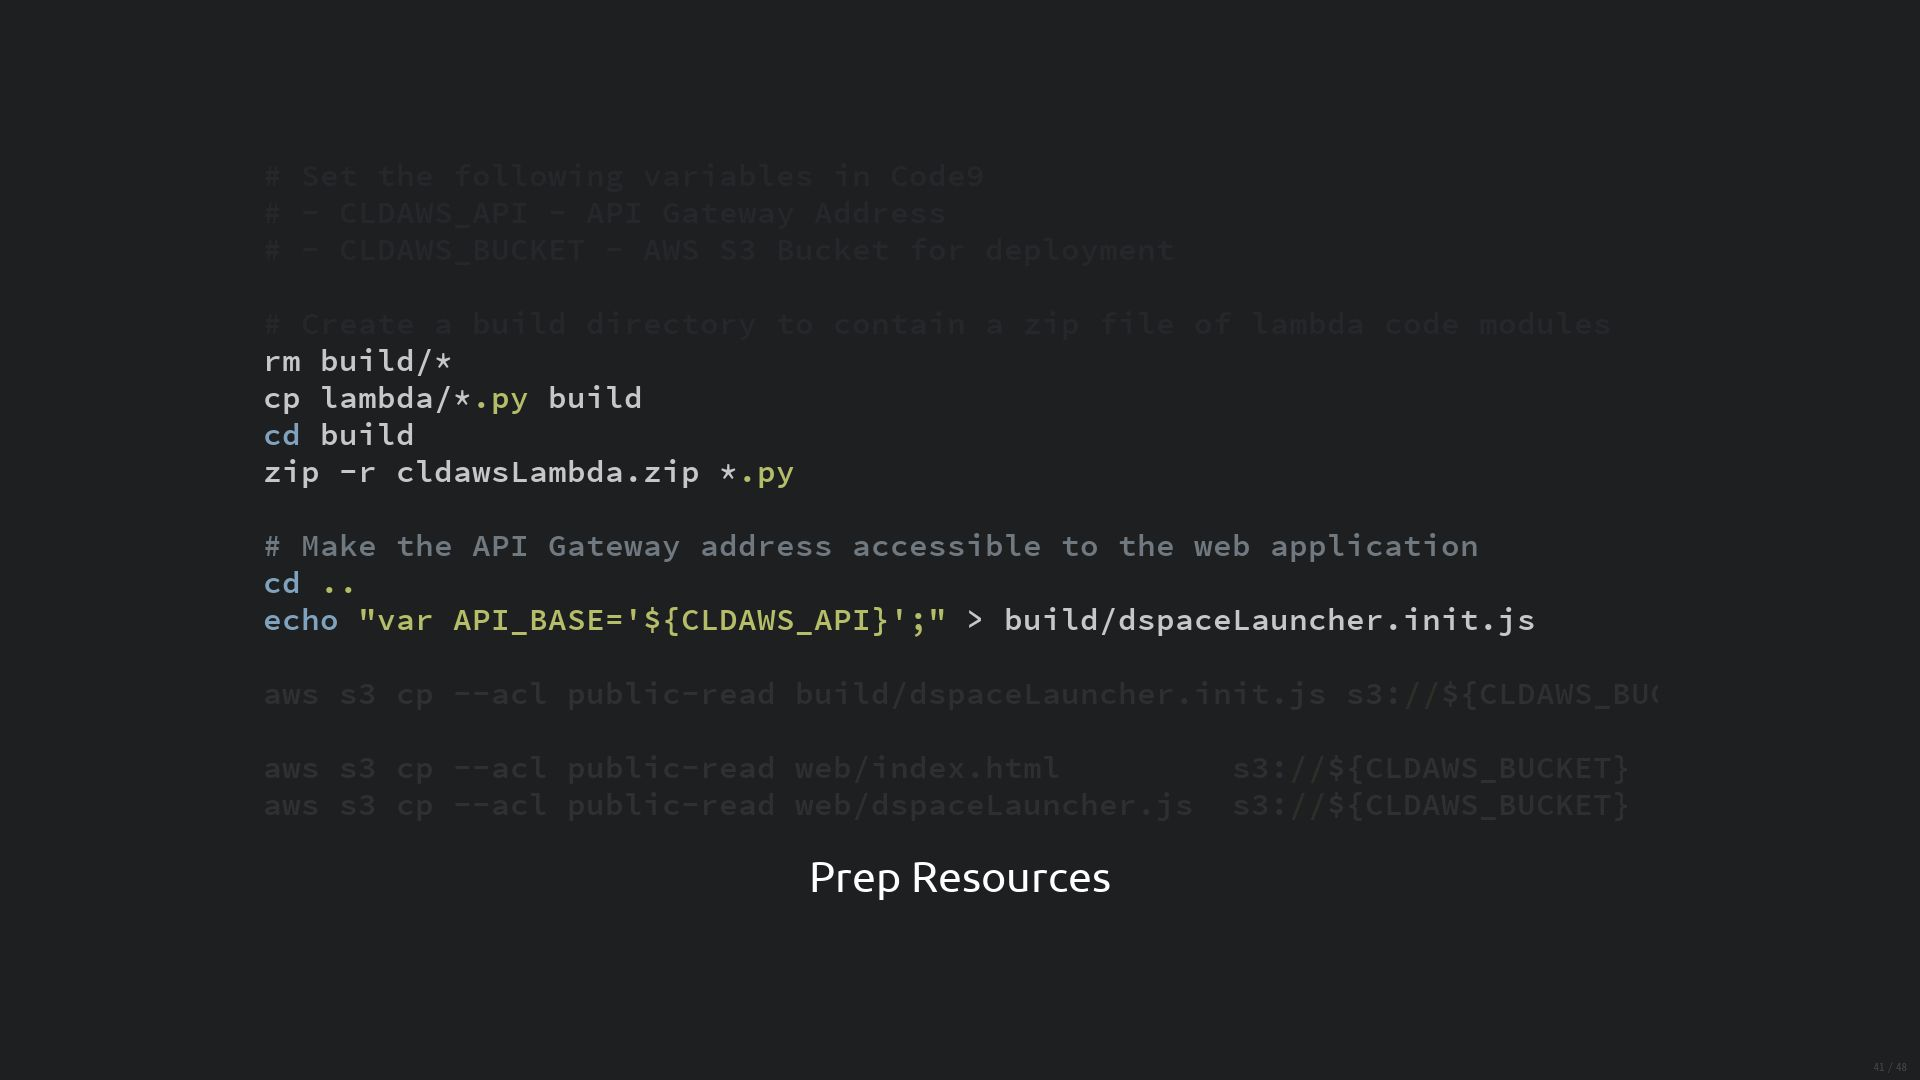 # Set the following variables in Code9
# - CLDAWS_API - API Gateway Address
# - CLDAWS_BUCKET - AWS S3 Bucket for deployment
# Create a build directory to contain a zip file of lambda code modules
rm build/*
cp lambda/*.py build
cd build
zip -r cldawsLambda.zip *.py
# Make the API Gateway address accessible to the web application
cd ..
echo "var API_BASE='${CLDAWS_API}';" > build/dspaceLauncher.init.js
aws s3 cp --acl public-read build/dspaceLauncher.init.js s3://${CLDAWS_BUC
aws s3 cp --acl public-read web/index.html         s3://${CLDAWS_BUCKET}
aws s3 cp --acl public-read web/dspaceLauncher.js  s3://${CLDAWS_BUCKET}
Prep Resources
41 / 48